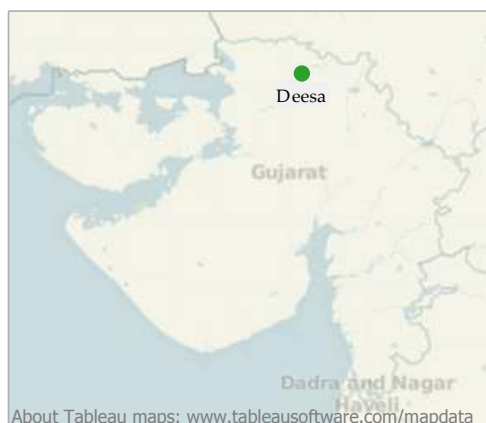 Deesa
Gujarat
Dadra and Nagar
Haveli
About Tableau maps: www.tableausoftware.com/mapdata